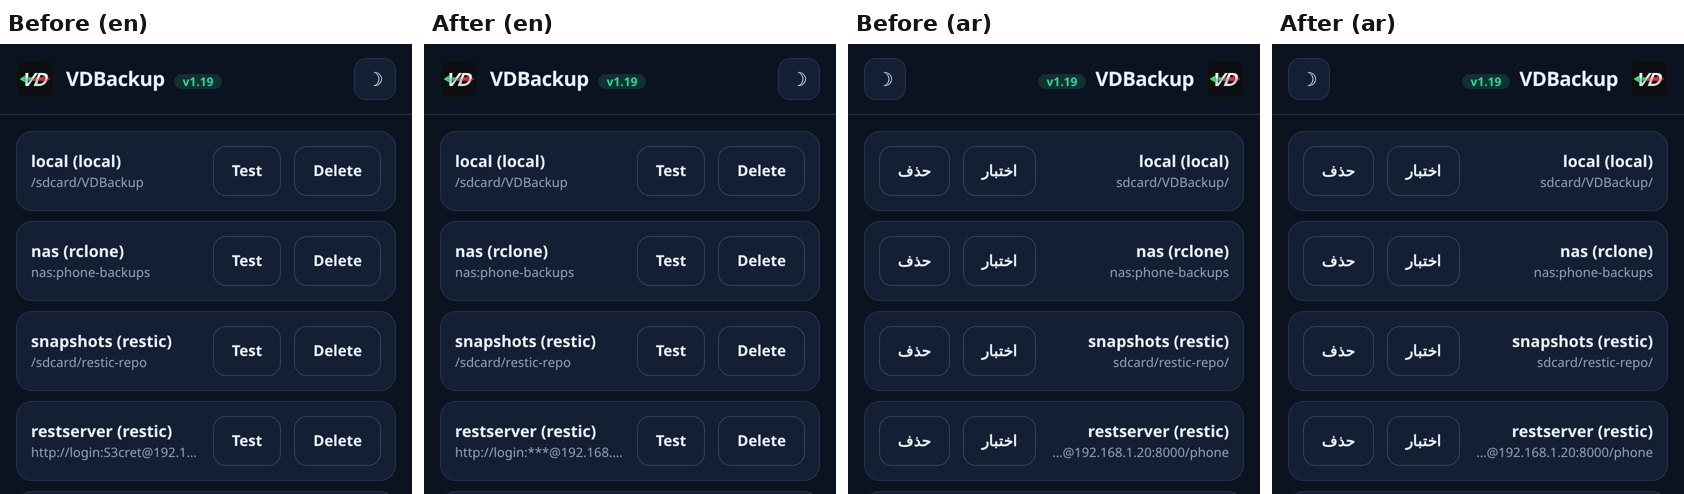 Before (en)
VD VDBackup v1.19
local (local)
/sdcard/VDBackup
Test Delete
nas (rclone)
nas:phone-backups
Test Delete
snapshots (restic)
/sdcard/restic-repo
Test Delete
restserver (restic)
http://login:S3cret@192.1...
Test Delete
After (en)
VD VDBackup v1.19
local (local)
/sdcard/VDBackup
Test Delete
nas (rclone)
nas:phone-backups
Test Delete
snapshots (restic)
/sdcard/restic-repo
Test Delete
restserver (restic)
http://login:***@192.168....
Test Delete
Before (ar)
VD VDBackup v1.19
local (local)
sdcard/VDBackup/
اختبار حذف
nas (rclone)
nas:phone-backups
اختبار حذف
snapshots (restic)
sdcard/restic-repo/
اختبار حذف
restserver (restic)
...@192.168.1.20:8000/phone
اختبار حذف
After (ar)
VD VDBackup v1.19
local (local)
sdcard/VDBackup/
اختبار حذف
nas (rclone)
nas:phone-backups
اختبار حذف
snapshots (restic)
sdcard/restic-repo/
اختبار حذف
restserver (restic)
...@192.168.1.20:8000/phone
اختبار حذف